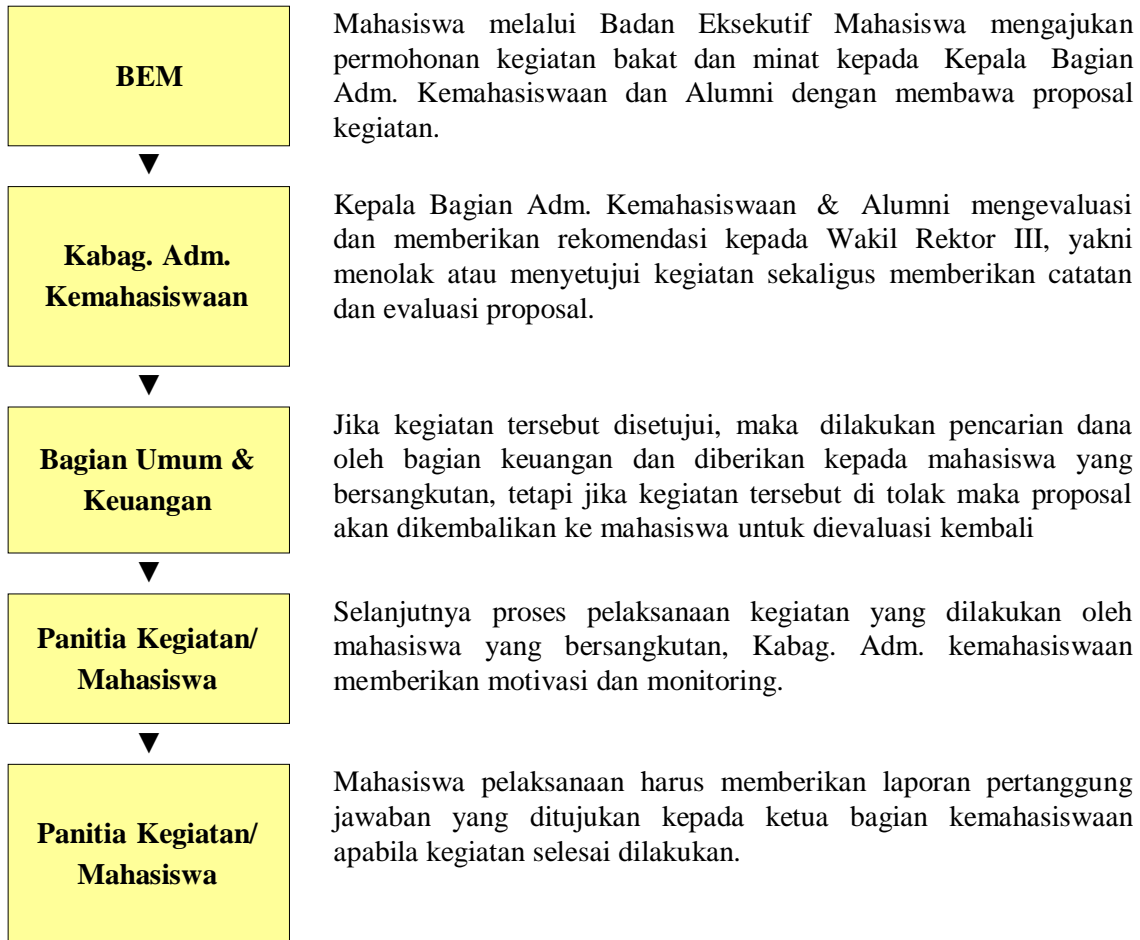 BEM
Mahasiswa melalui Badan Eksekutif Mahasiswa mengajukan
permohonan kegiatan bakat dan minat kepada Kepala Bagian
Adm. Kemahasiswaan dan Alumni dengan membawa proposal
kegiatan.
▼
Kabag. Adm.
Kemahasiswaan
Kepala Bagian Adm. Kemahasiswaan & Alumni mengevaluasi
dan memberikan rekomendasi kepada Wakil Rektor III, yakni
menolak atau menyetujui kegiatan sekaligus memberikan catatan
dan evaluasi proposal.
▼
Bagian Umum &
Keuangan
Jika kegiatan tersebut disetujui, maka dilakukan pencarian dana
oleh bagian keuangan dan diberikan kepada mahasiswa yang
bersangkutan, tetapi jika kegiatan tersebut di tolak maka proposal
akan dikembalikan ke mahasiswa untuk dievaluasi kembali
▼
Panitia Kegiatan/
Mahasiswa
Selanjutnya proses pelaksanaan kegiatan yang dilakukan oleh
mahasiswa yang bersangkutan, Kabag. Adm. kemahasiswaan
memberikan motivasi dan monitoring.
▼
Panitia Kegiatan/
Mahasiswa
Mahasiswa pelaksanaan harus memberikan laporan pertanggung
jawaban yang ditujukan kepada ketua bagian kemahasiswaan
apabila kegiatan selesai dilakukan.